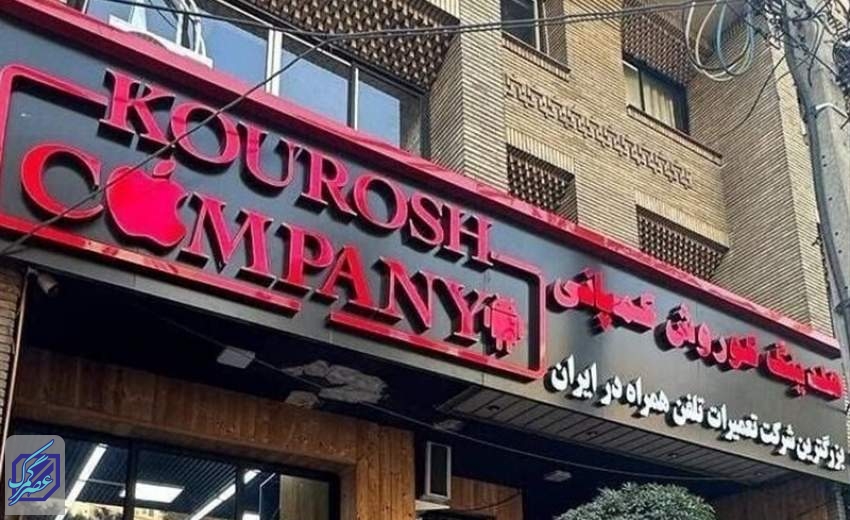 KOUROSH
COMPANY
هلدینگ کوروش کمپانی
بزرگترین شرکت تعمیرات تلفن همراه در ایران